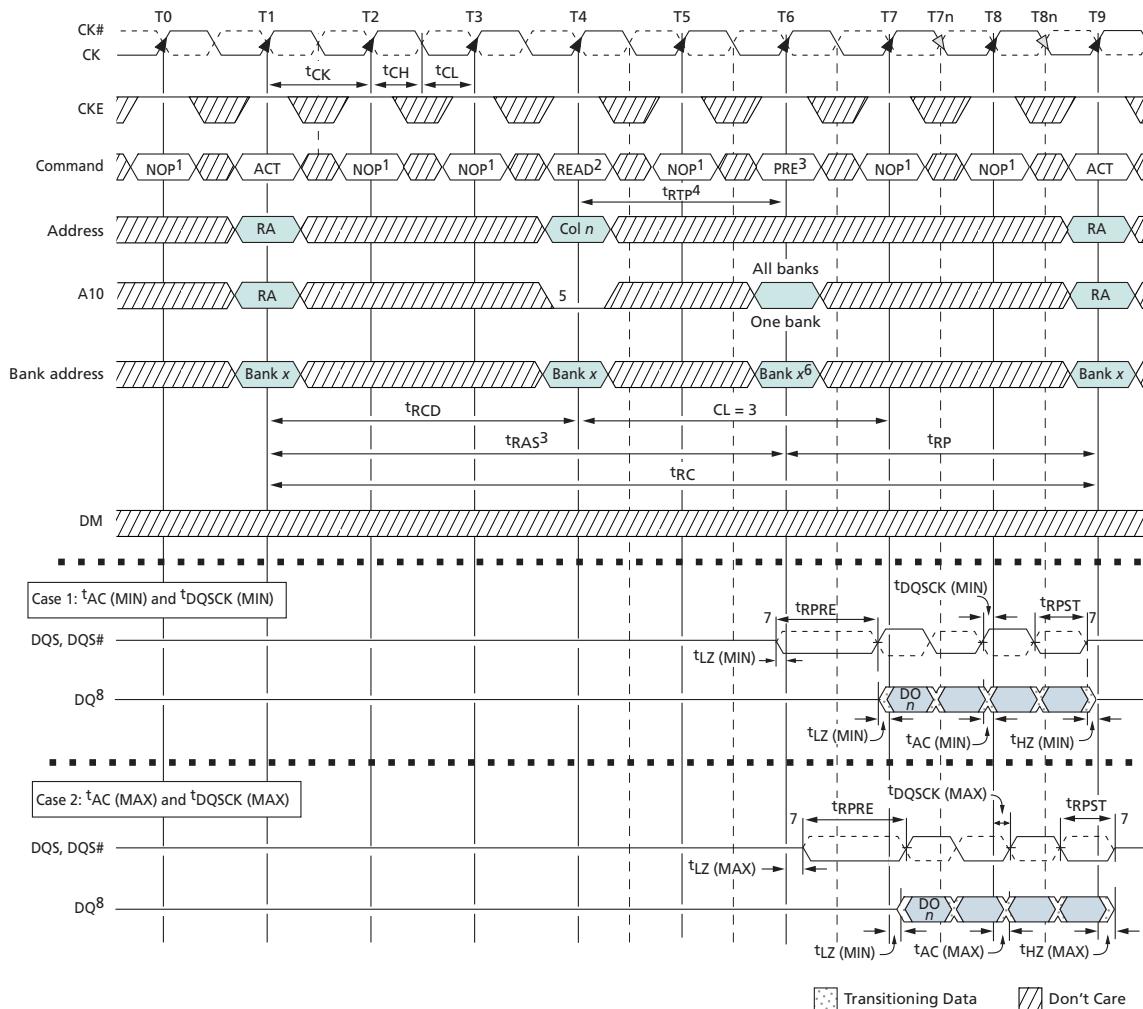 T0 T1 T2 T3 T4 T5 T6 T7 T7n T8 T8n T9
CK#
CK
tCK tCH tCL
CKE
Command NOP1 ACT NOP1 NOP1 READ2 NOP1 PRE3 NOP1 NOP1 ACT
tRTP4
Address RA Col n RA
All banks
A10 RA 5 RA
One bank
Bank address Bank x Bank x Bank x6 Bank x
tRCD CL = 3
tRAS3 tRP
tRC
DM
Case 1: tAC (MIN) and tDQSCK (MIN)
tDQSCK (MIN)
7 tRPRE tRPST 7
DQS, DQS#
tLZ (MIN)
DQ8 DO n
tLZ (MIN) tAC (MIN) tHZ (MIN)
Case 2: tAC (MAX) and tDQSCK (MAX)
tDQSCK (MAX)
7 tRPRE tRPST 7
DQS, DQS#
tLZ (MAX)
DQ8 DO n
tLZ (MIN) tAC (MAX) tHZ (MAX)
Transitioning Data Don't Care